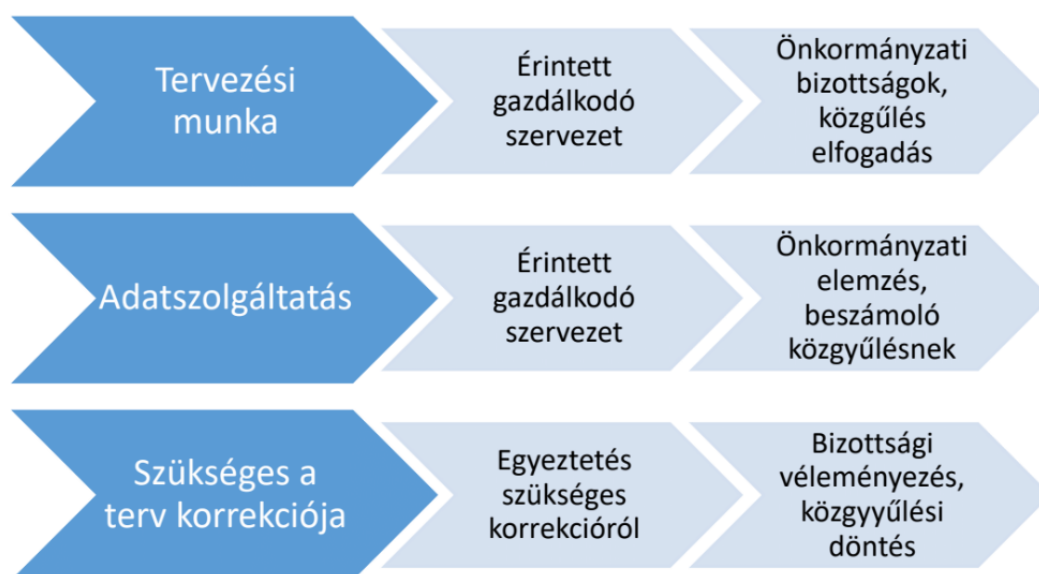 Tervezési
munka
Érintett
gazdálkodó
szervezet
Önkormányzati
bizottságok,
közgűlés
elfogadás
Adatszolgáltatás
Érintett
gazdálkodó
szervezet
Önkormányzati
elemzés,
beszámoló
közgyűlésnek
Szükséges a
terv korrekciója
Egyeztetés
szükséges
korrekcióról
Bizottsági
véleményezés,
közgyyűlési
döntés